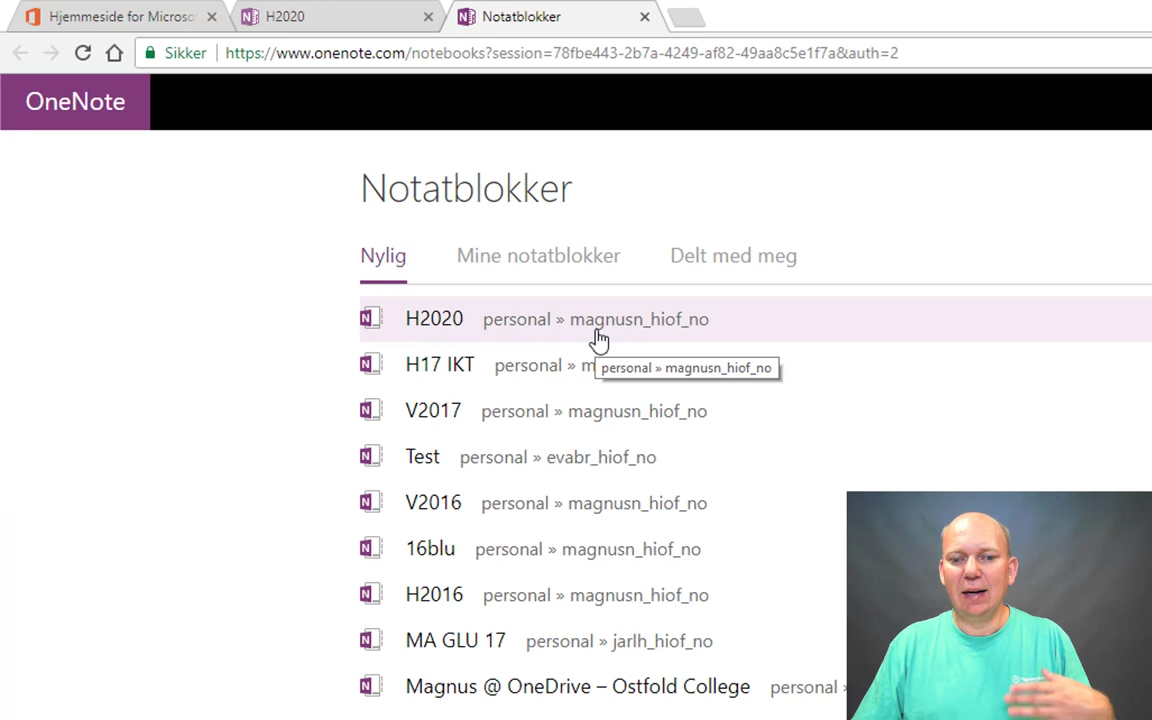 Hjemmeside for Microso
H2020
Notatblokker
Sikker
https://www.onenote.com/notebooks?session=78fbe443-2b7a-4249-af82-49aa8c5e1f7a&auth=2
OneNote
Notatblokker
Nylig
Mine notatblokker
Delt med meg
H2020 personal » magnusn_hiof_no
H17 IKT personal » m
personal » magnusn_hiof_no
V2017 personal » magnusn_hiof_no
Test personal » evabr_hiof_no
V2016 personal » magnusn_hiof_no
16blu personal » magnusn_hiof_no
H2016 personal » magnusn_hiof_no
MA GLU 17 personal » jarlh_hiof_no
Magnus @ OneDrive – Ostfold College personal »